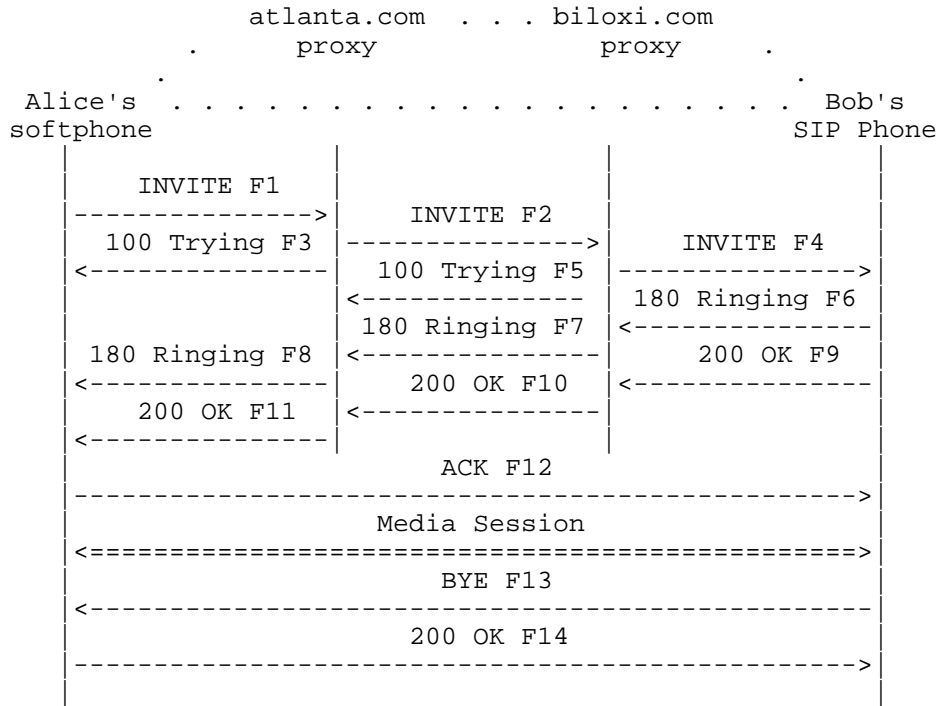 atlanta.com . . . biloxi.com
. proxy proxy .
. .
Alice's . . . . . . . . . . . . . . . . . . . . Bob's
softphone SIP Phone
| | | |
| INVITE F1 | | |
|--------------->| INVITE F2 | |
| 100 Trying F3 |--------------->| INVITE F4 |
|<---------------| 100 Trying F5 |--------------->|
| |<-------------- | 180 Ringing F6 |
| | 180 Ringing F7 |<---------------|
| 180 Ringing F8 |<---------------| 200 OK F9 |
|<---------------| 200 OK F10 |<---------------|
| 200 OK F11 |<---------------| |
|<---------------| | |
| ACK F12 |
|------------------------------------------------->|
| Media Session |
|<================================================>|
| BYE F13 |
|<-------------------------------------------------|
| 200 OK F14 |
|------------------------------------------------->|
| |